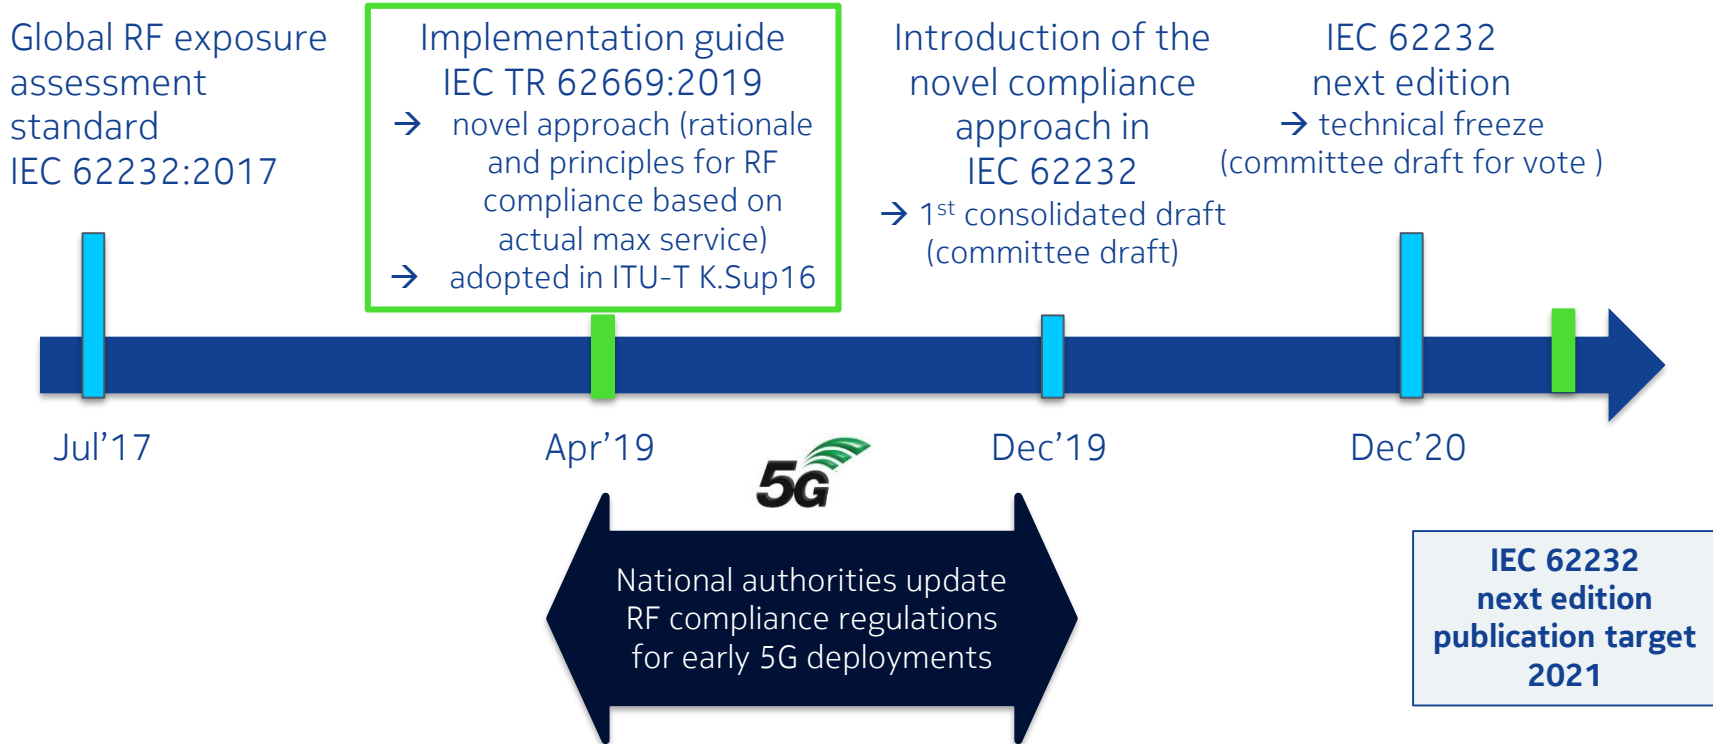 Global RF exposure
assessment
standard
IEC 62232:2017
Implementation guide
IEC TR 62669:2019
→ novel approach (rationale
and principles for RF
compliance based on
actual max service)
→ adopted in ITU-T K.Sup16
Introduction of the
novel compliance
approach in
IEC 62232
→ 1st consolidated draft
(committee draft)
IEC 62232
next edition
→ technical freeze
(committee draft for vote )
Jul’17
Apr’19
Dec’19
Dec’20
5G
National authorities update
RF compliance regulations
for early 5G deployments
IEC 62232
next edition
publication target
2021